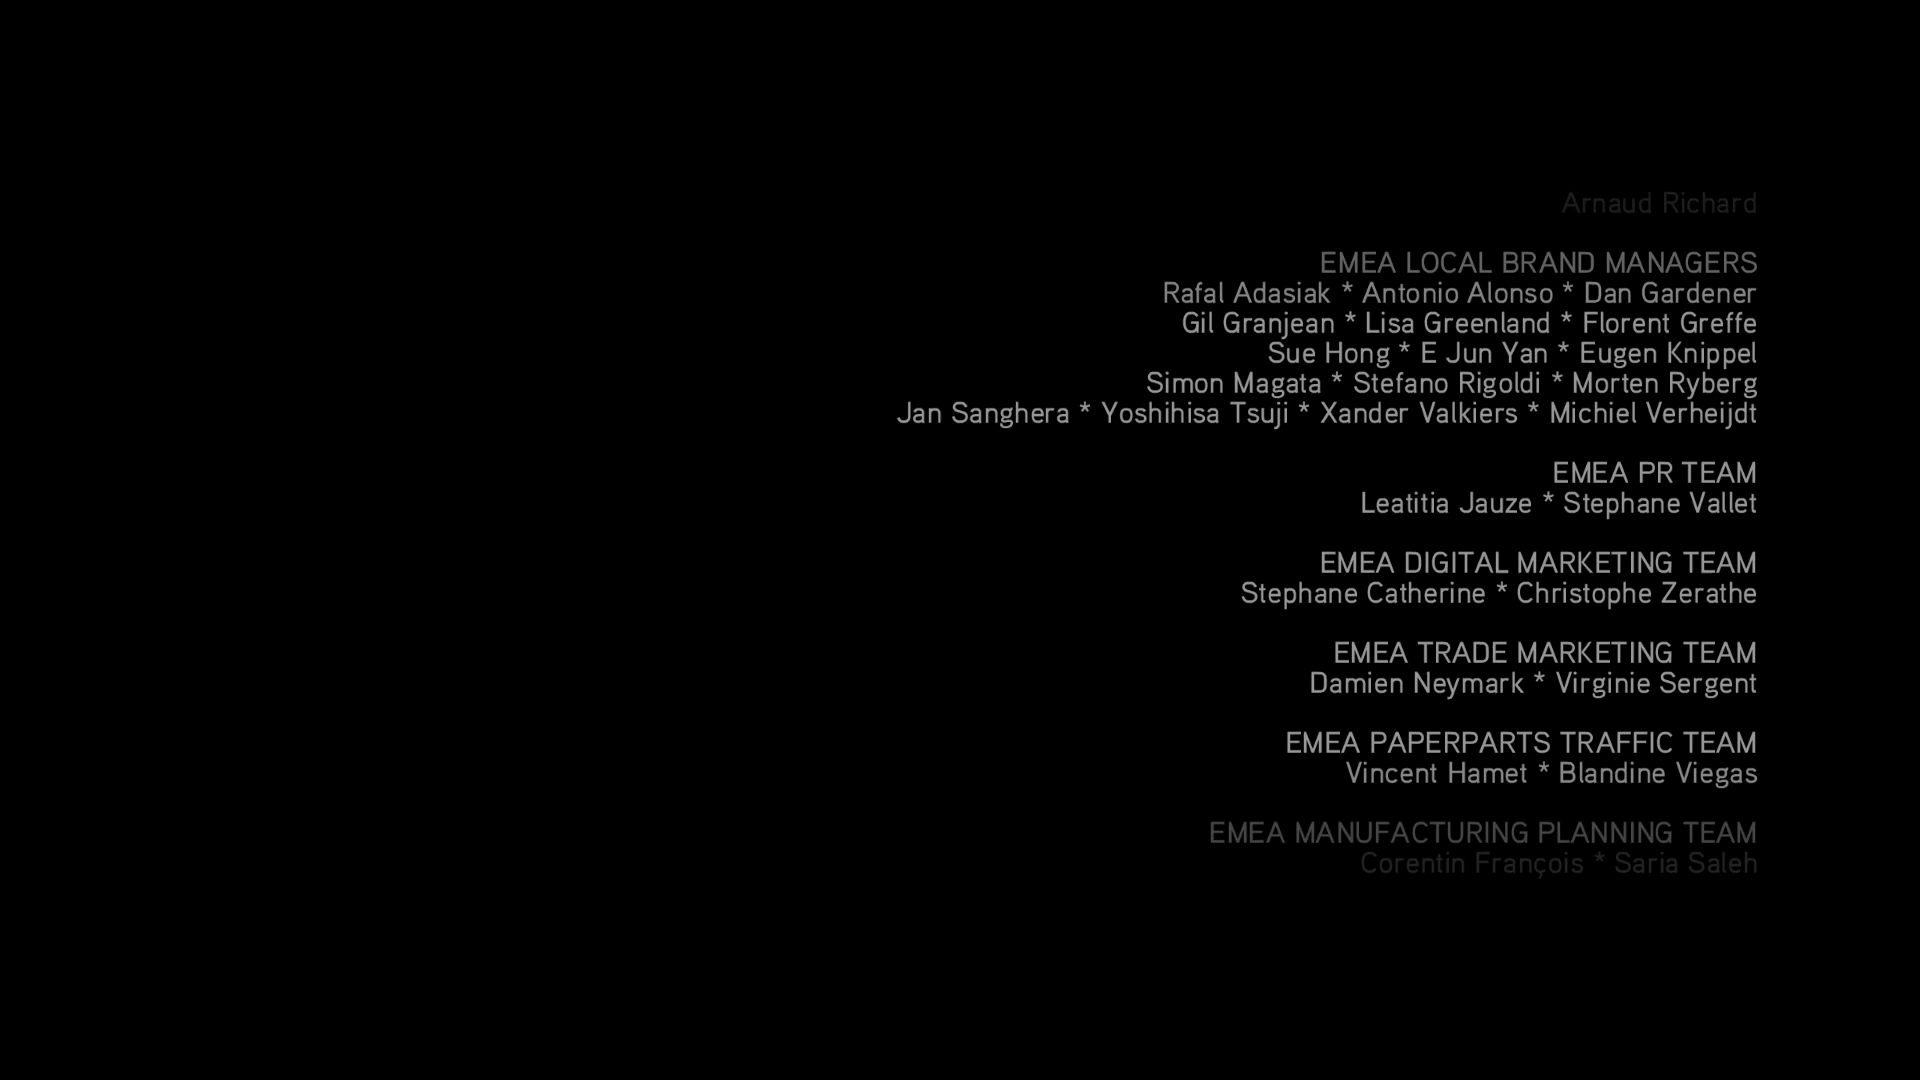 Arnaud Richard
EMEA LOCAL BRAND MANAGERS
Rafal Adasiak * Antonio Alonso * Dan Gardener
Gil Granjean * Lisa Greenland * Florent Greffe
Sue Hong * E Jun Yan * Eugen Knippel
Simon Magata * Stefano Rigoldi * Morten Ryberg
Jan Sanghera * Yoshihisa Tsuji * Xander Valkiers * Michiel Verheijdt
EMEA PR TEAM
Leatitia Jauze * Stephane Vallet
EMEA DIGITAL MARKETING TEAM
Stephane Catherine * Christophe Zerathe
EMEA TRADE MARKETING TEAM
Damien Neymark * Virginie Sergent
EMEA PAPERPARTS TRAFFIC TEAM
Vincent Hamet * Blandine Viegas
EMEA MANUFACTURING PLANNING TEAM
Corentin François * Saria Saleh